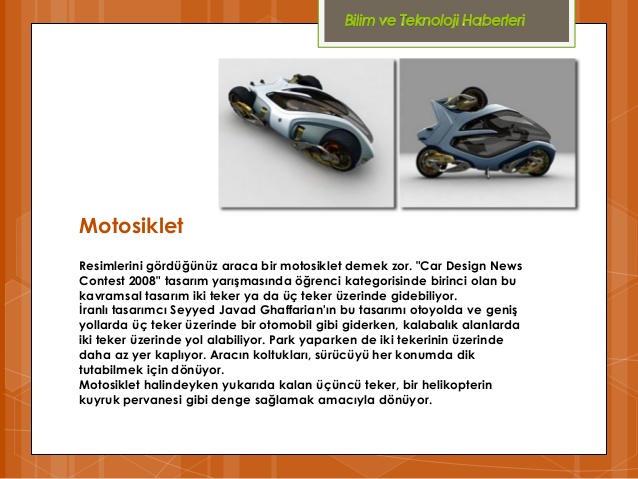 Bilim ve Teknoloji Haberleri
Motosiklet
Resimlerini gördüğünüz araca bir motosiklet demek zor. "Car Design News
Contest 2008" tasarım yarışmasında öğrenci kategorisinde birinci olan bu
kavramsal tasarım iki teker ya da üç teker üzerinde gidebiliyor.
İranlı tasarımcı Seyyed Javad Ghaffarian'ın bu tasarımı otoyolda ve geniş
yollarda üç teker üzerinde bir otomobil gibi giderken, kalabalık alanlarda
iki teker üzerinde yol alabiliyor. Park yaparken de iki tekerinin üzerinde
daha az yer kaplıyor. Aracın koltukları, sürücüyü her konumda dik
tutabilmek için dönüyor.
Motosiklet halindeyken yukarıda kalan üçüncü teker, bir helikopterin
kuyruk pervanesi gibi denge sağlamak amacıyla dönüyor.